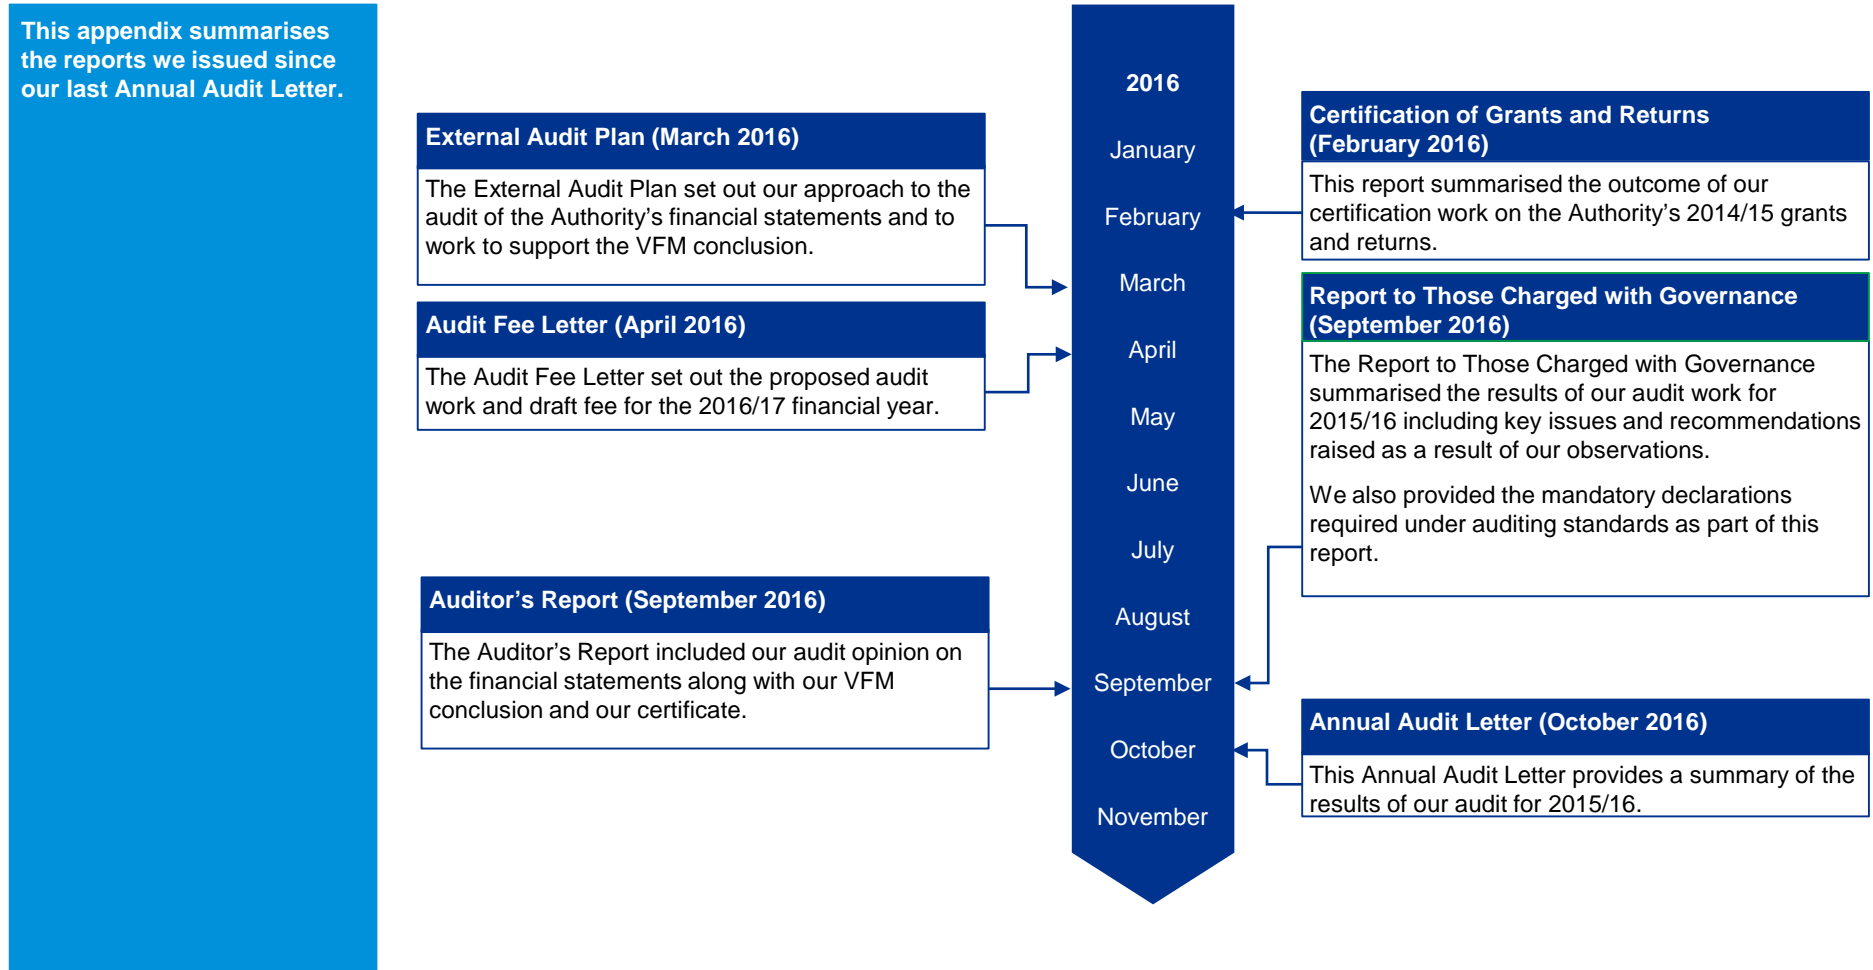 This appendix summarises
the reports we issued since
our last Annual Audit Letter.
External Audit Plan (March 2016)
The External Audit Plan set out our approach to the
audit of the Authority’s financial statements and to
work to support the VFM conclusion.
Audit Fee Letter (April 2016)
The Audit Fee Letter set out the proposed audit
work and draft fee for the 2016/17 financial year.
Auditor’s Report (September 2016)
The Auditor’s Report included our audit opinion on
the financial statements along with our VFM
conclusion and our certificate.
2016
January
February
March
April
May
June
July
August
September
October
November
Certification of Grants and Returns
(February 2016)
This report summarised the outcome of our
certification work on the Authority’s 2014/15 grants
and returns.
Report to Those Charged with Governance
(September 2016)
The Report to Those Charged with Governance
summarised the results of our audit work for
2015/16 including key issues and recommendations
raised as a result of our observations.
We also provided the mandatory declarations
required under auditing standards as part of this
report.
Annual Audit Letter (October 2016)
This Annual Audit Letter provides a summary of the
results of our audit for 2015/16.